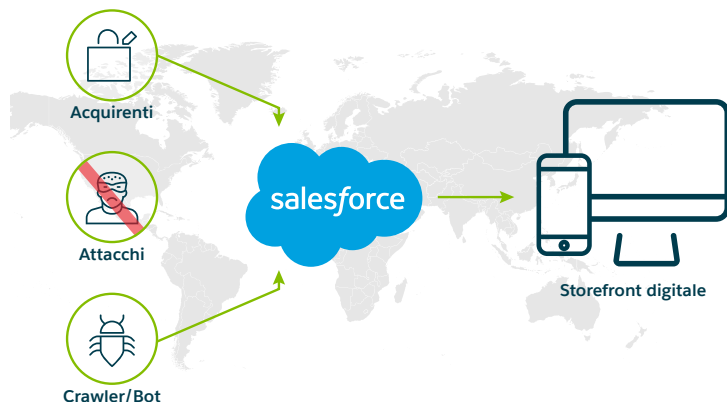 Acquirenti
salesforce
Attacchi
Storefront digitale
Crawler/Bot